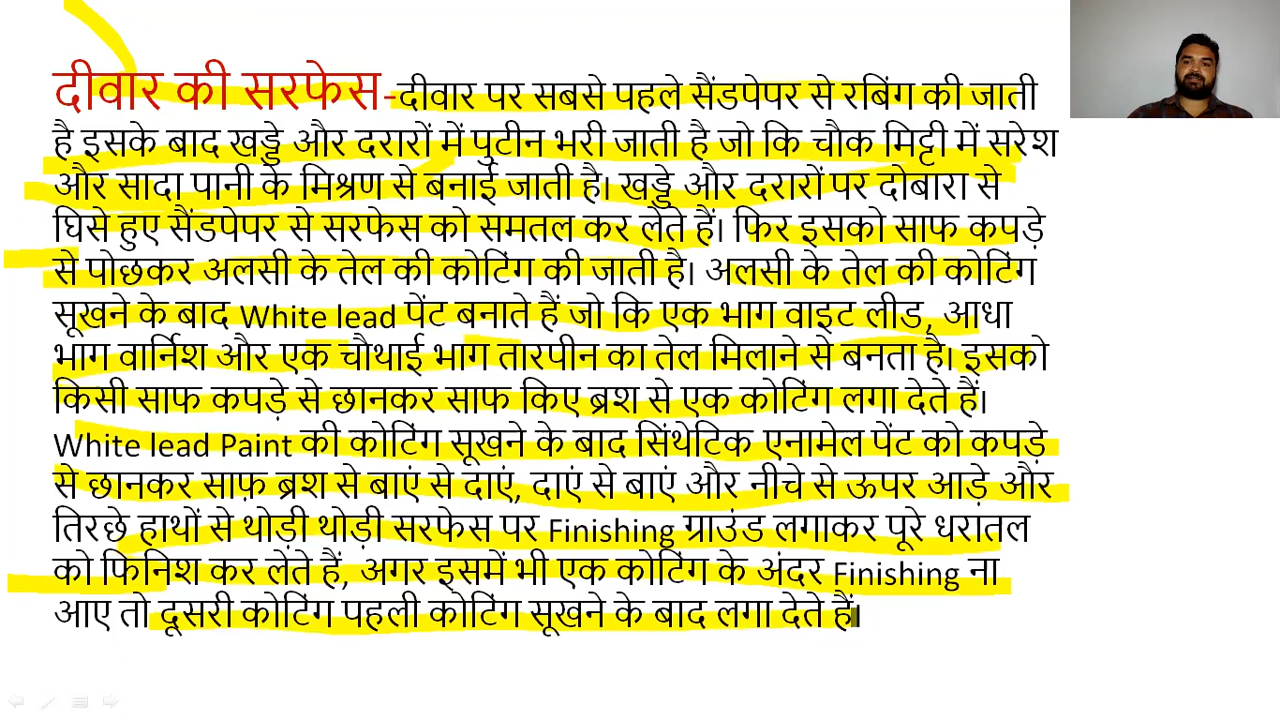 दीवार की सरफेस-दीवार पर सबसे पहले सैंडपेपर से रबिंग की जाती
है इसके बाद खड्डे और दरारों में पुटीन भरी जाती है जो कि चौक मिट्टी में सरेश
और सादा पानी के मिश्रण से बनाई जाती है। खड्डे और दरारों पर दोबारा से
घिसे हुए सैंडपेपर से सरफेस को समतल कर लेते हैं। फिर इसको साफ कपड़े
से पोछकर अलसी के तेल की कोटिंग की जाती है। अलसी के तेल की कोटिंग
सूखने के बाद White lead पेंट बनाते हैं जो कि एक भाग वाइट लीड, आधा
भाग वार्निश और एक चौथाई भाग तारपीन का तेल मिलाने से बनता है। इसको
किसी साफ कपड़े से छानकर साफ किए ब्रश से एक कोटिंग लगा देते हैं।
White lead Paint की कोटिंग सूखने के बाद सिंथेटिक एनामेल पेंट को कपड़े
से छानकर साफ़ ब्रश से बाएं से दाएं, दाएं से बाएं और नीचे से ऊपर आड़े और
तिरछे हाथों से थोड़ी थोड़ी सरफेस पर Finishing ग्राउंड लगाकर पूरे धरातल
को फिनिश कर लेते हैं, अगर इसमें भी एक कोटिंग के अंदर Finishing ना
आए तो दूसरी कोटिंग पहली कोटिंग सूखने के बाद लगा देते हैं।